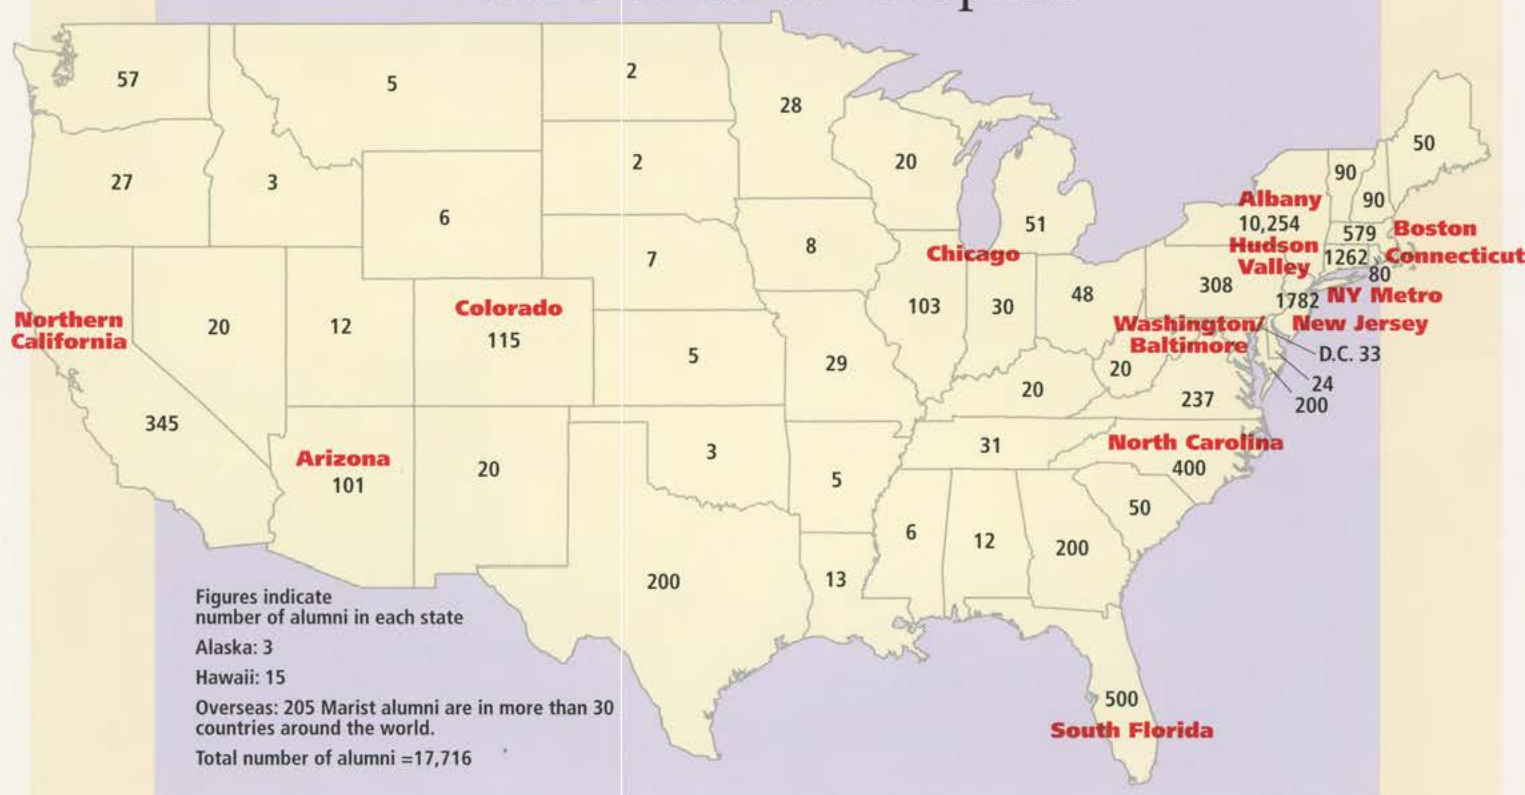 57
5
2
28
27
3
6
2
20
51
50
90
90
Albany
10,254
579
Boston
Hudson
Valley
1262
Connecticut
80
Chicago
7
8
308
1782
NY Metro
New Jersey
Northern
California
20
12
Colorado
115
103
30
48
Washington/
Baltimore
D.C. 33
24
200
345
5
29
20
20
237
Arizona
101
20
3
5
31
North Carolina
400
50
200
13
6
12
200
500
South Florida
Figures indicate
number of alumni in each state
Alaska: 3
Hawaii: 15
Overseas: 205 Marist alumni are in more than 30
countries around the world.
Total number of alumni =17,716